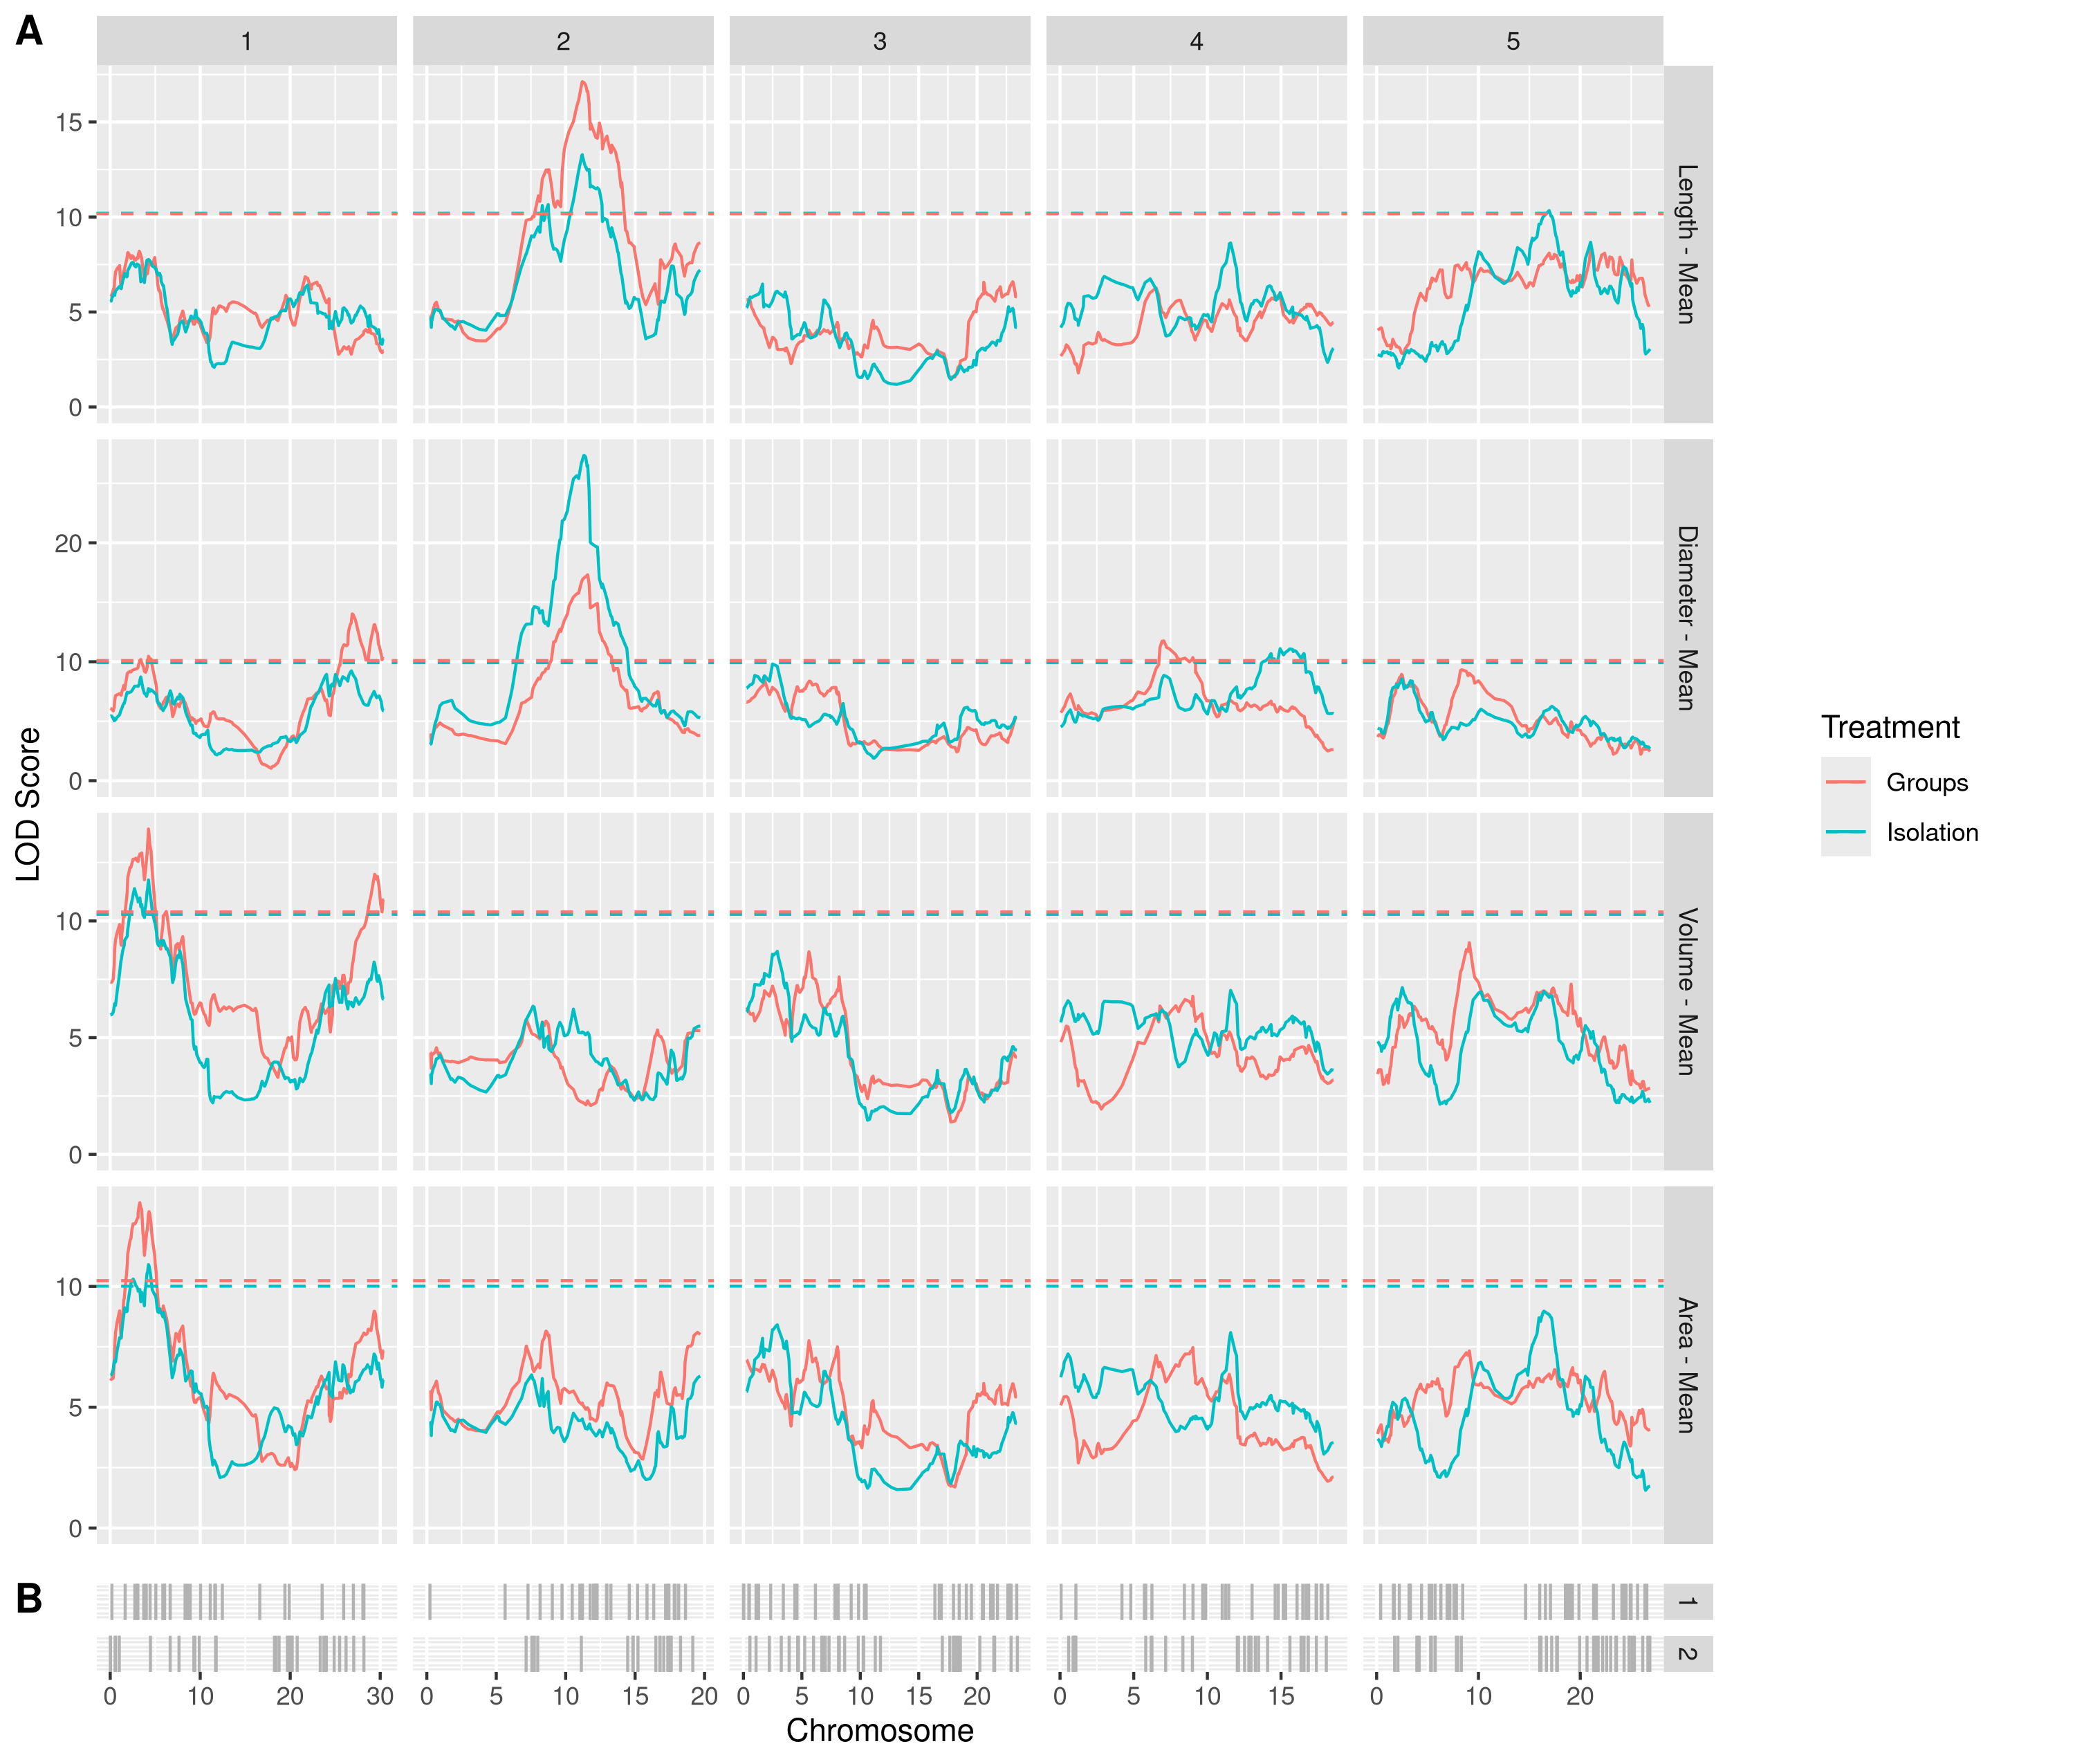 A
1 2 3 4 5
15
10
5
0
Length - Mean
20
10
0
Diameter - Mean
LOD Score
10
5
0
Volume - Mean
10
5
0
Area - Mean
Treatment
Groups
Isolation
B
1
2
0 10 20 30 0 5 10 15 20 0 5 10 15 20 0 5 10 15 0 10 20
Chromosome